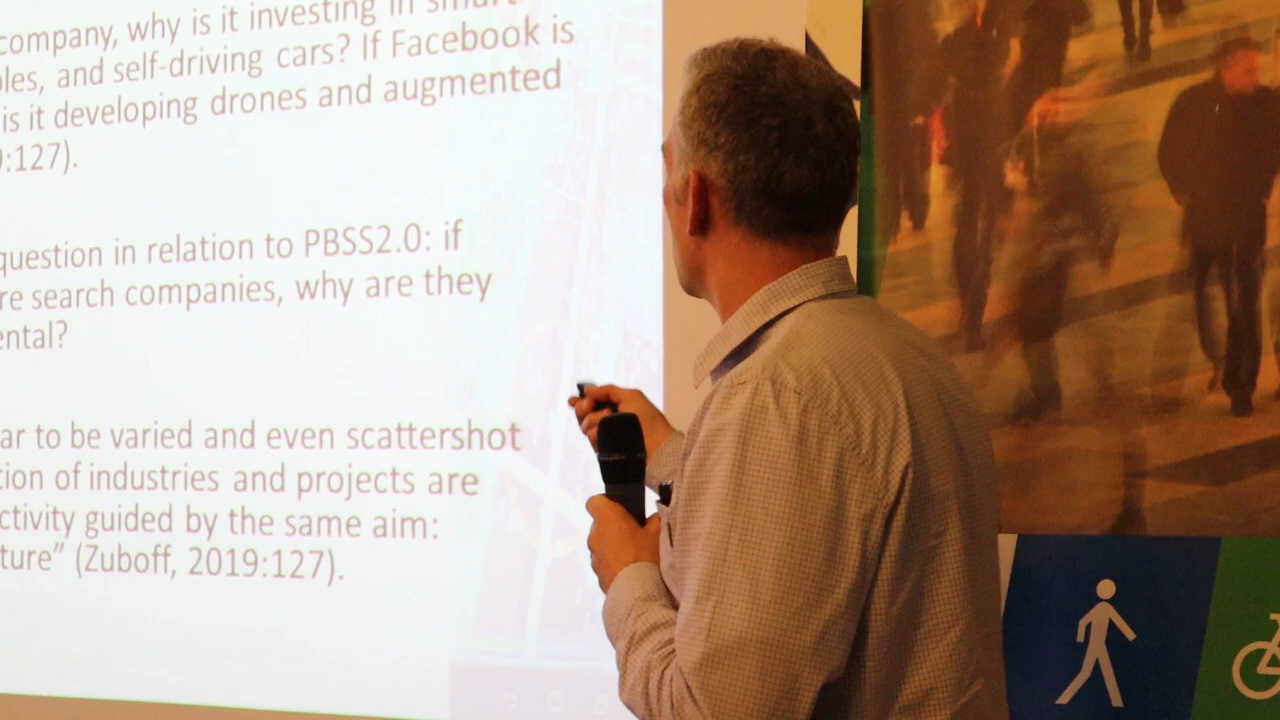 company, why is it investing in smart
and self-driving cars? If Facebook is
is it developing drones and augmented
:127).
question in relation to PBSS2.0: if
re search companies, why are they
ental?
ar to be varied and even scattershot
tion of industries and projects are
ctivity guided by the same aim:
ture” (Zuboff, 2019:127).